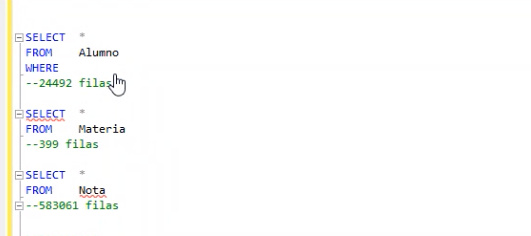 SELECT *
FROM Alumno
WHERE
--24492 filas
SELECT *
FROM Materia
--399 filas
SELECT *
FROM Nota
--583061 filas